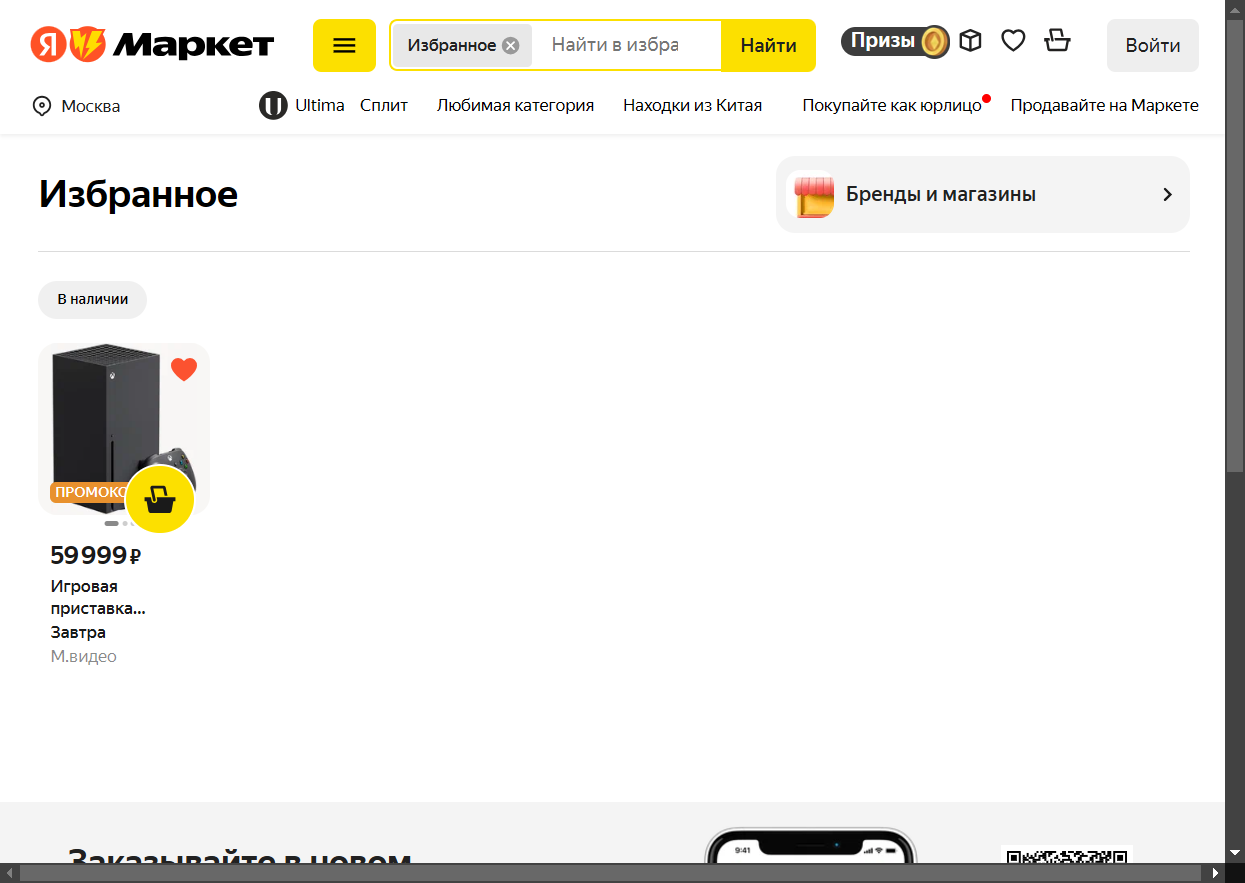 Я Маркет
Избранное
Найти в избра
Найти
Призы
Войти
Москва
Ultima
Сплит
Любимая категория
Находки из Китая
Покупайте как юрлицо
Продавайте на Маркете
Избранное
Бренды и магазины
В наличии
ПРОМОКО
59 999 ₽
Игровая
приставка...
Завтра
М.видео
Заказывайте в новом
9:41